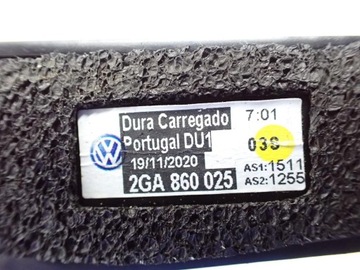 Dura Carregado 7:01
Portugal DU1 03C
19/11/2020 AS1:1511
2GA 860 025 AS2:1255